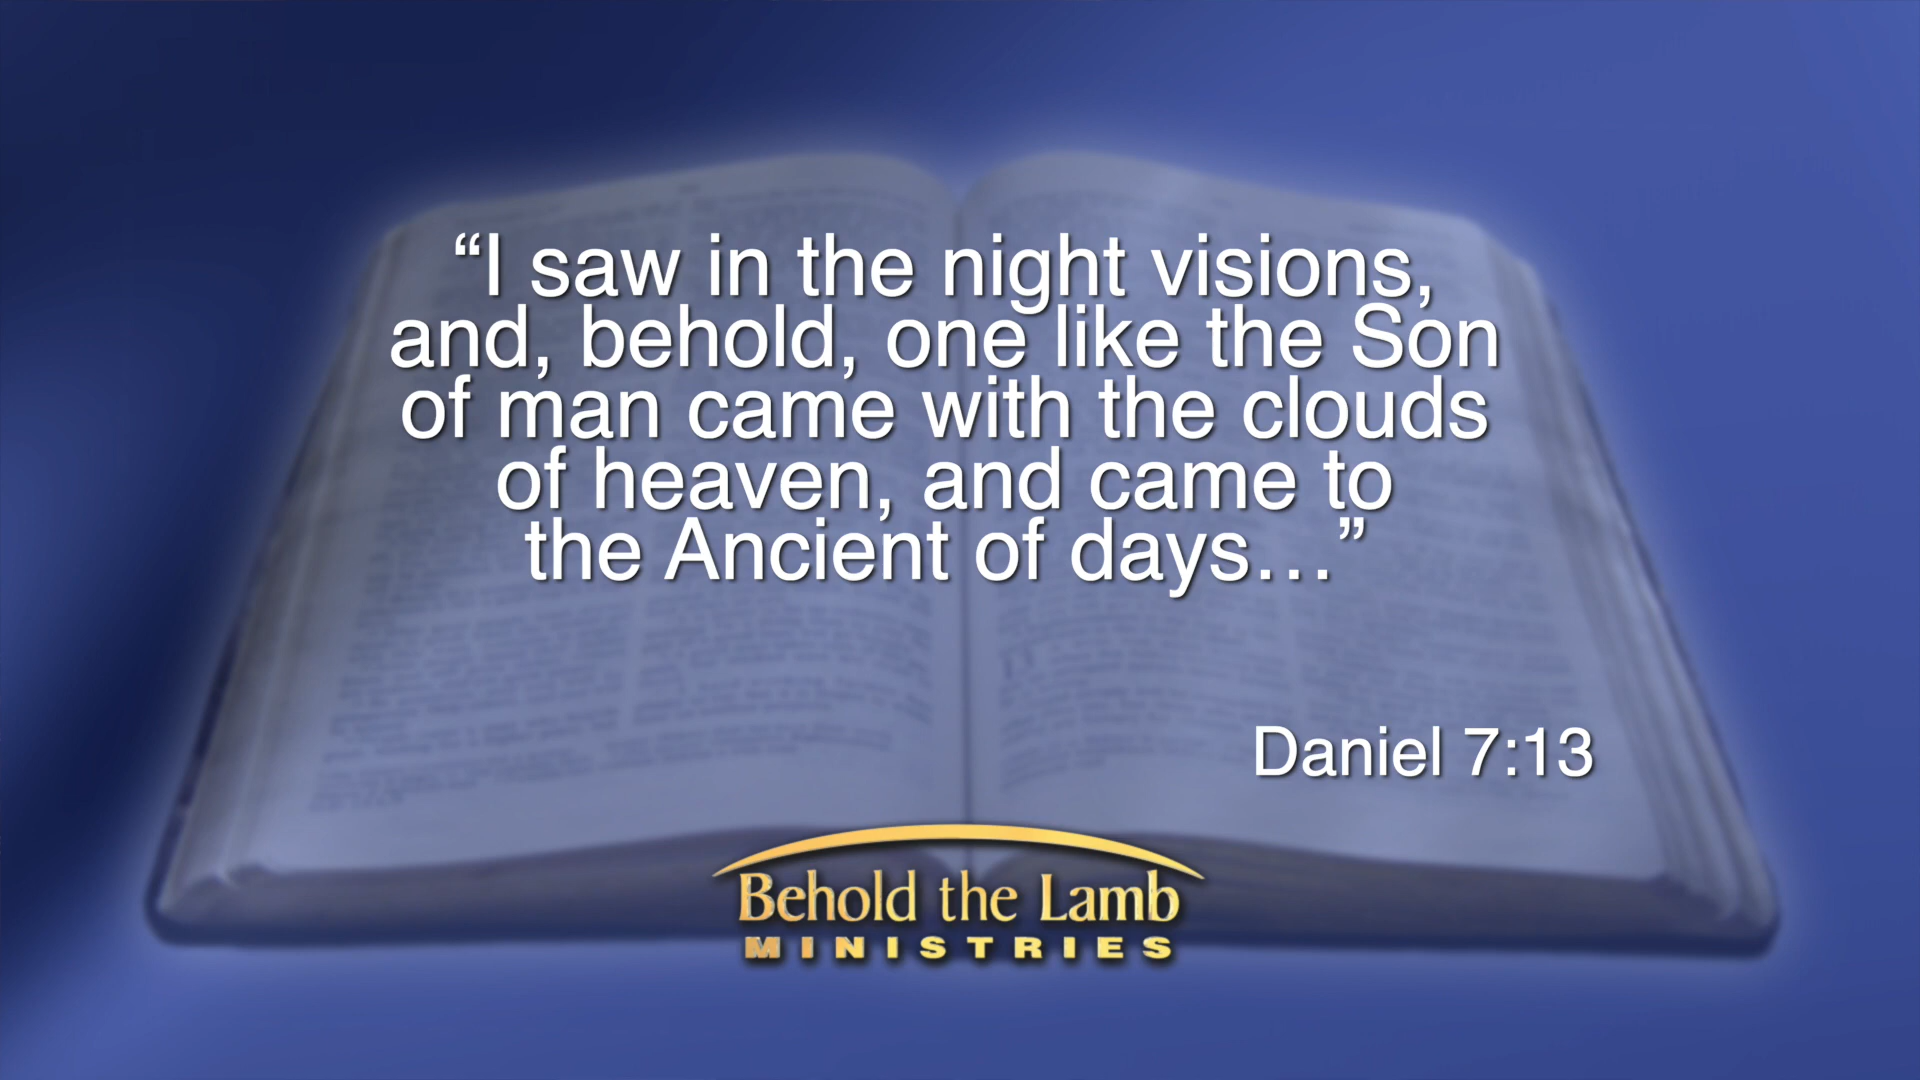 “I saw in the night visions,
and, behold, one like the Son
of man came with the clouds
of heaven, and came to
the Ancient of days…”
Daniel 7:13
Behold the Lamb
MINISTRIES